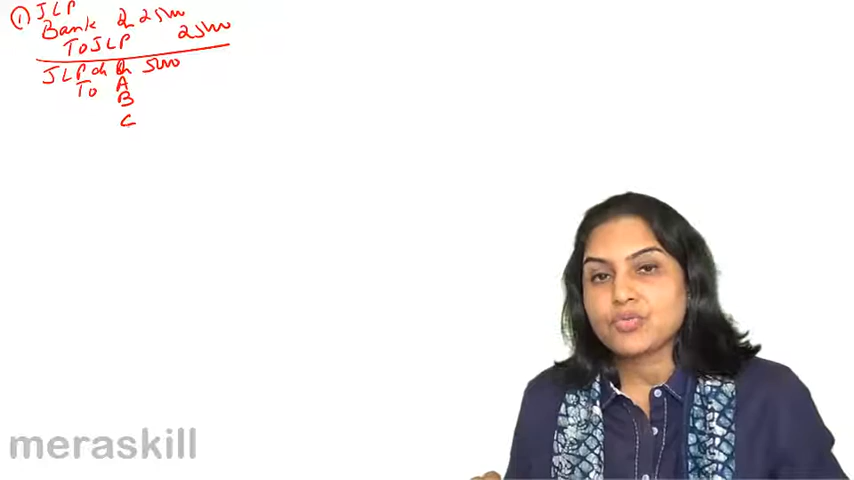 ① JLP
Bank Dr 25000
To JLP 25000
JLP a/c Dr 5000
To A
B
C
meraskill